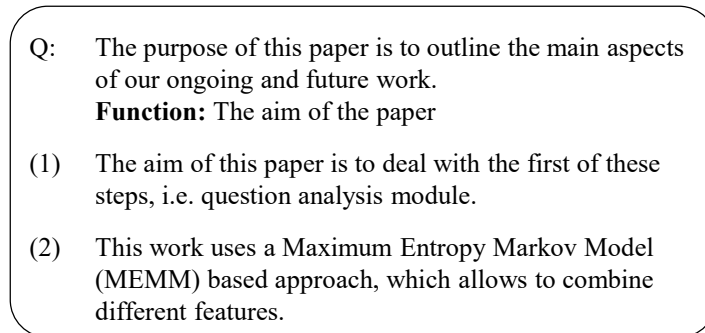 Q: The purpose of this paper is to outline the main aspects
of our ongoing and future work.
Function: The aim of the paper
(1) The aim of this paper is to deal with the first of these
steps, i.e. question analysis module.
(2) This work uses a Maximum Entropy Markov Model
(MEMM) based approach, which allows to combine
different features.